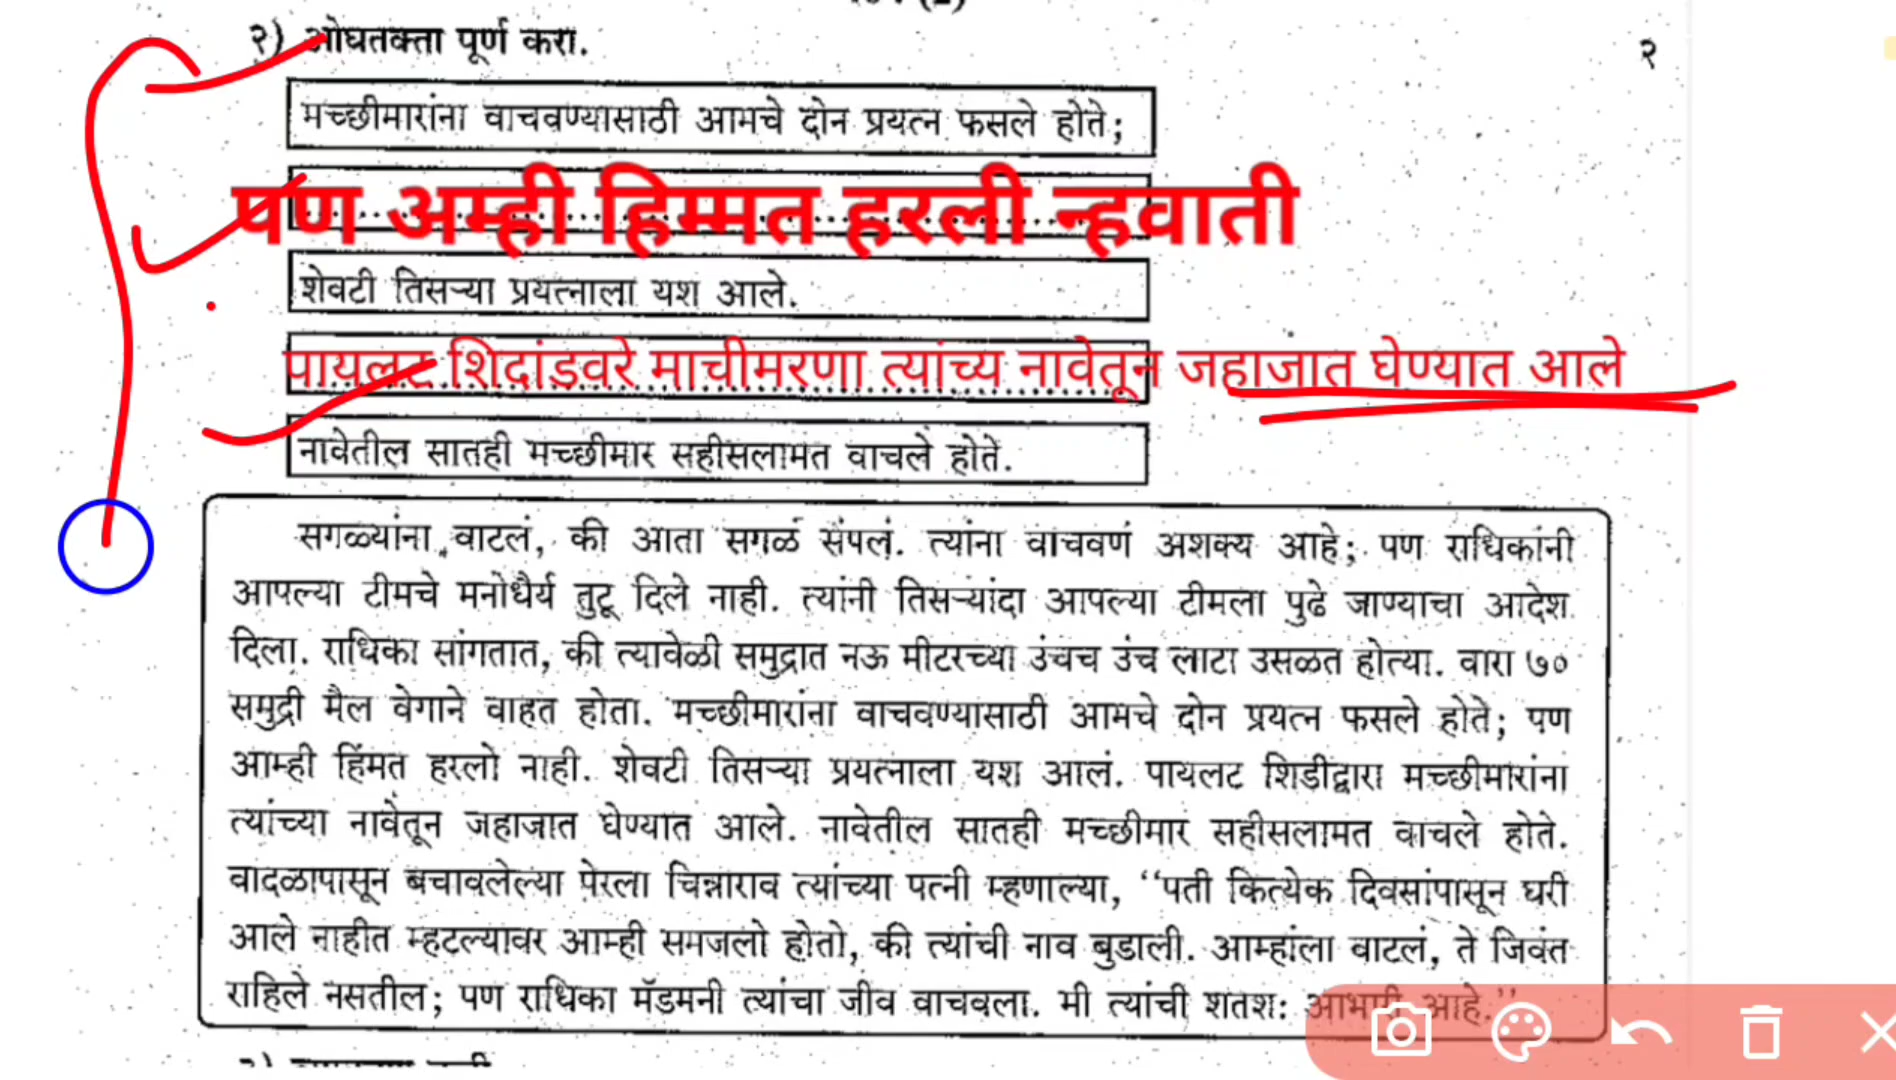 २) ओघतक्ता पूर्ण करा.
२
मच्छीमारांना वाचवण्यासाठी आमचे दोन प्रयत्न फसले होते;
पण अम्ही हिम्मत हरली न्हवाती
शेवटी तिसऱ्या प्रयत्नाला यश आले.
पायलट शिदांडवरे माचीमरणा त्यांच्य नावेतून जहाजात घेण्यात आले
नावेतील सातही मच्छीमार सहीसलामत वाचले होते.
सगळ्यांना वाटलं, की आता सगळं संपलं. त्यांना वाचवणं अशक्य आहे; पण राधिकांनी
आपल्या टीमचे मनोधैर्य तुटू दिले नाही. त्यांनी तिसऱ्यांदा आपल्या टीमला पुढे जाण्याचा आदेश
दिला. राधिका सांगतात, की त्यावेळी समुद्रात नऊ मीटरच्या उंचच उंच लाटा उसळत होत्या. वारा ७०
समुद्री मैल वेगाने वाहत होता. मच्छीमारांना वाचवण्यासाठी आमचे दोन प्रयत्न फसले होते; पण
आम्ही हिंमत हरलो नाही. शेवटी तिसऱ्या प्रयत्नाला यश आलं. पायलट शिडीद्वारा मच्छीमारांना
त्यांच्या नावेतून जहाजात घेण्यात आले. नावेतील सातही मच्छीमार सहीसलामत वाचले होते.
वादळापासून बचावलेल्या पेरला चिन्नाराव त्यांच्या पत्नी म्हणाल्या, ‘‘पती कित्येक दिवसांपासून घरी
आले नाहीत म्हटल्यावर आम्ही समजलो होतो, की त्यांची नाव बुडाली. आम्हांला वाटलं, ते जिवंत
राहिले नसतील; पण राधिका मॅडमनी त्यांचा जीव वाचवला. मी त्यांची शतशः आभारी आहे.’’